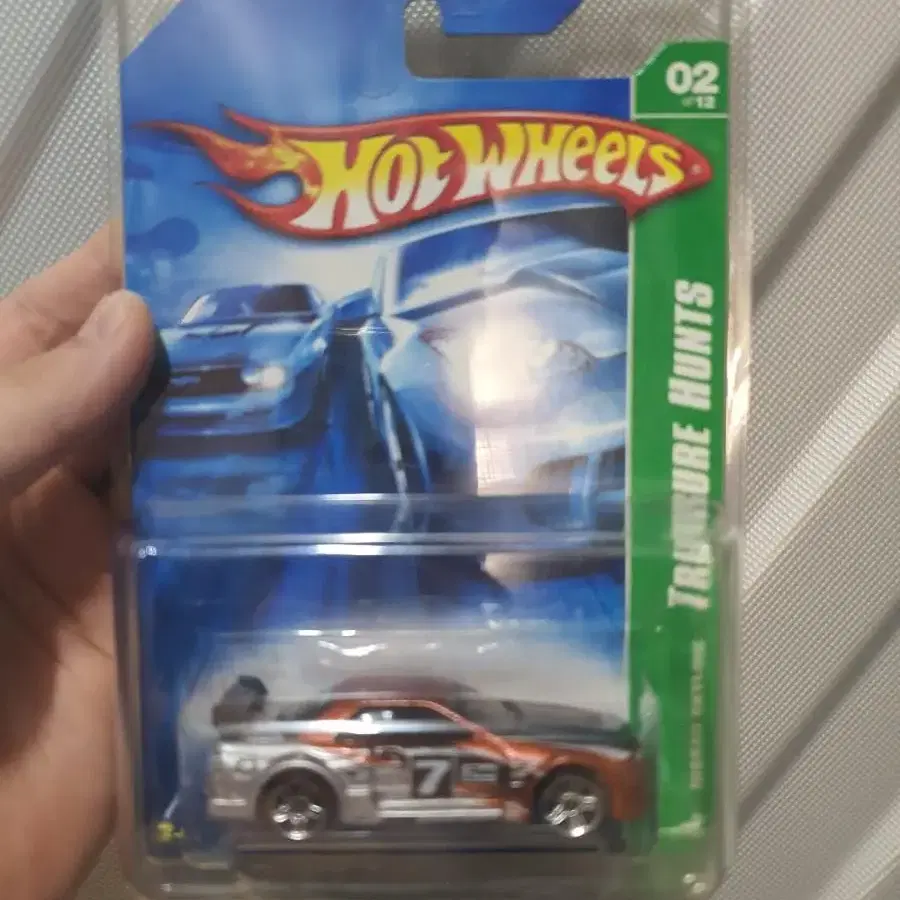 02
of 12
HOT WHEELS
TREASURE HUNTS
7